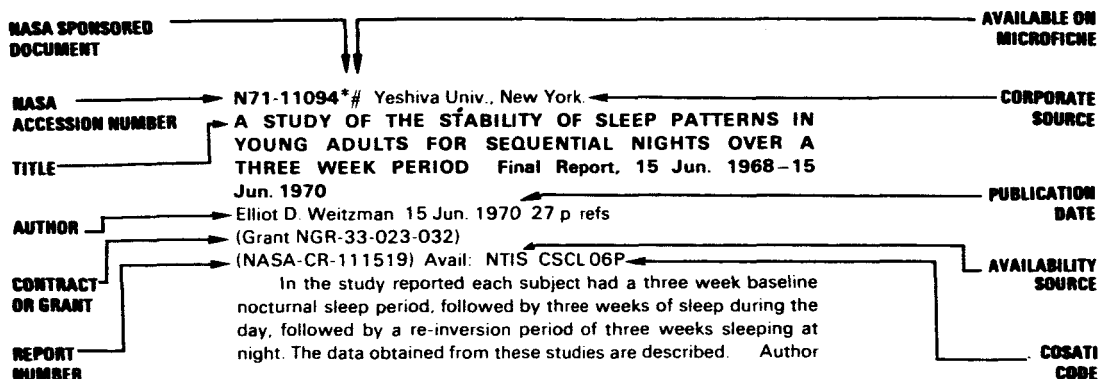 NASA SPONSORED
DOCUMENT
AVAILABLE ON
MICROFICHE
NASA
ACCESSION NUMBER
N71-11094*# Yeshiva Univ., New York.
CORPORATE
SOURCE
TITLE
A STUDY OF THE STABILITY OF SLEEP PATTERNS IN
YOUNG ADULTS FOR SEQUENTIAL NIGHTS OVER A
THREE WEEK PERIOD Final Report, 15 Jun. 1968–15
Jun. 1970
PUBLICATION
DATE
AUTHOR
Elliot D. Weitzman 15 Jun. 1970 27 p refs
CONTRACT
OR GRANT
(Grant NGR-33-023-032)
REPORT
NUMBER
(NASA-CR-111519) Avail: NTIS CSCL 06P
AVAILABILITY
SOURCE
COSATI
CODE
In the study reported each subject had a three week baseline
nocturnal sleep period, followed by three weeks of sleep during the
day, followed by a re-inversion period of three weeks sleeping at
night. The data obtained from these studies are described. Author